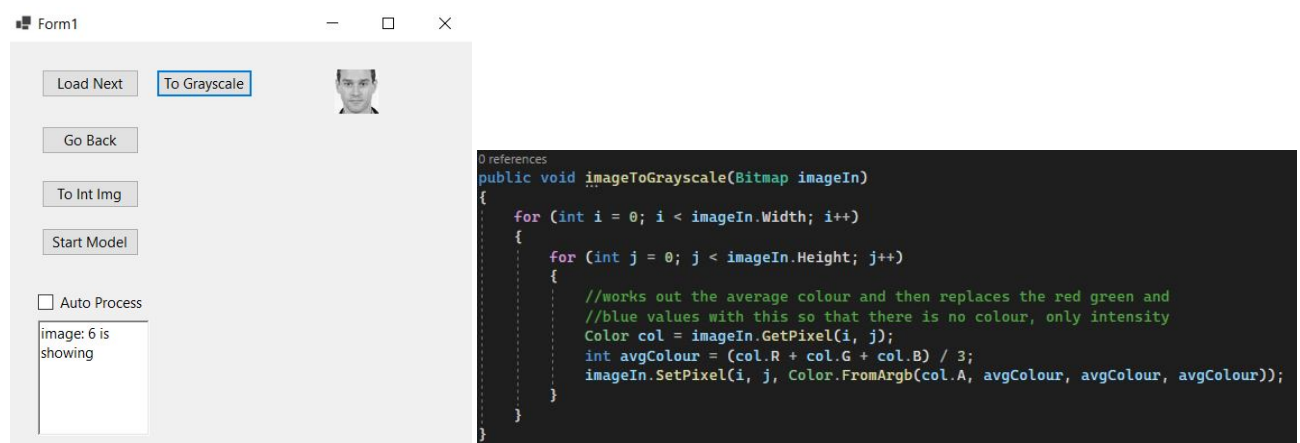 Form1
Load Next
To Grayscale
Go Back
To Int Img
Start Model
Auto Process
image: 6 is
showing
0 references
public void imageToGrayscale(Bitmap imageIn)
{
for (int i = 0; i < imageIn.Width; i++)
{
for (int j = 0; j < imageIn.Height; j++)
{
//works out the average colour and then replaces the red green and
//blue values with this so that there is no colour, only intensity
Color col = imageIn.GetPixel(i, j);
int avgColour = (col.R + col.G + col.B) / 3;
imageIn.SetPixel(i, j, Color.FromArgb(col.A, avgColour, avgColour, avgColour));
}
}
}